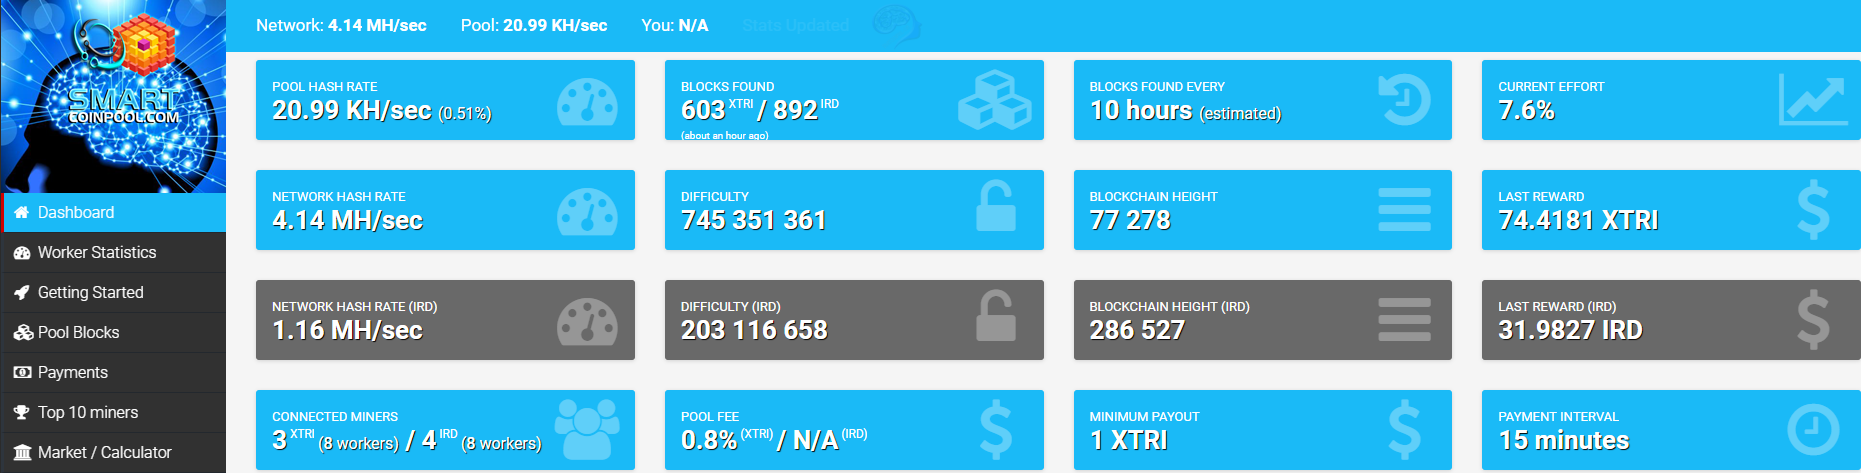 SMART
COINPOOL.COM
Dashboard
Worker Statistics
Getting Started
Pool Blocks
Payments
Top 10 miners
Market / Calculator
Network: 4.14 MH/sec Pool: 20.99 KH/sec You: N/A Stats Updated
POOL HASH RATE
20.99 KH/sec (0.51%)
BLOCKS FOUND
603 XTRI / 892 IRD
(about an hour ago)
BLOCKS FOUND EVERY
10 hours (estimated)
CURRENT EFFORT
7.6%
NETWORK HASH RATE
4.14 MH/sec
DIFFICULTY
745 351 361
BLOCKCHAIN HEIGHT
77 278
LAST REWARD
74.4181 XTRI
NETWORK HASH RATE (IRD)
1.16 MH/sec
DIFFICULTY (IRD)
203 116 658
BLOCKCHAIN HEIGHT (IRD)
286 527
LAST REWARD (IRD)
31.9827 IRD
CONNECTED MINERS
3 XTRI (8 workers) / 4 IRD (8 workers)
POOL FEE
0.8% (XTRI) / N/A (IRD)
MINIMUM PAYOUT
1 XTRI
PAYMENT INTERVAL
15 minutes